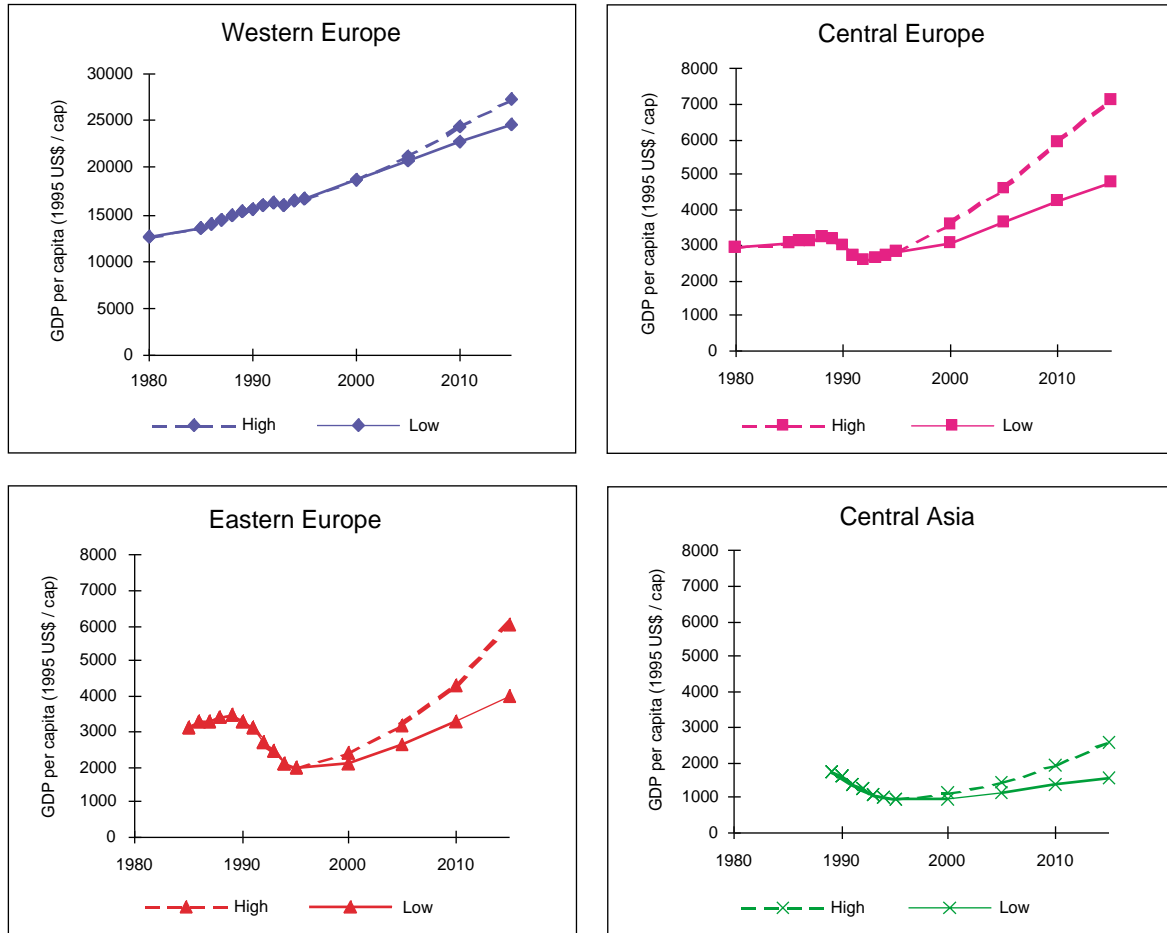 Western Europe
GDP per capita (1995 US$ / cap)
30000
25000
20000
15000
10000
5000
0
1980 1990 2000 2010
High Low
Central Europe
GDP per capita (1995 US$ / cap)
8000
7000
6000
5000
4000
3000
2000
1000
0
1980 1990 2000 2010
High Low
Eastern Europe
GDP per capita (1995 US$ / cap)
8000
7000
6000
5000
4000
3000
2000
1000
0
1980 1990 2000 2010
High Low
Central Asia
GDP per capita (1995 US$ / cap)
8000
7000
6000
5000
4000
3000
2000
1000
0
1980 1990 2000 2010
High Low